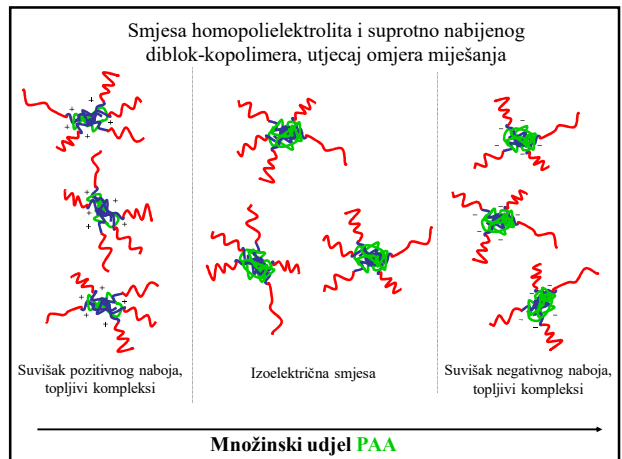 Smjesa homopolielektrolita i suprotno nabijenog
diblok-kopolimera, utjecaj omjera miješanja
Suvišak pozitivnog naboja,
topljivi kompleksi
Izoelektrična smjesa
Suvišak negativnog naboja,
topljivi kompleksi
Množinski udjel PAA